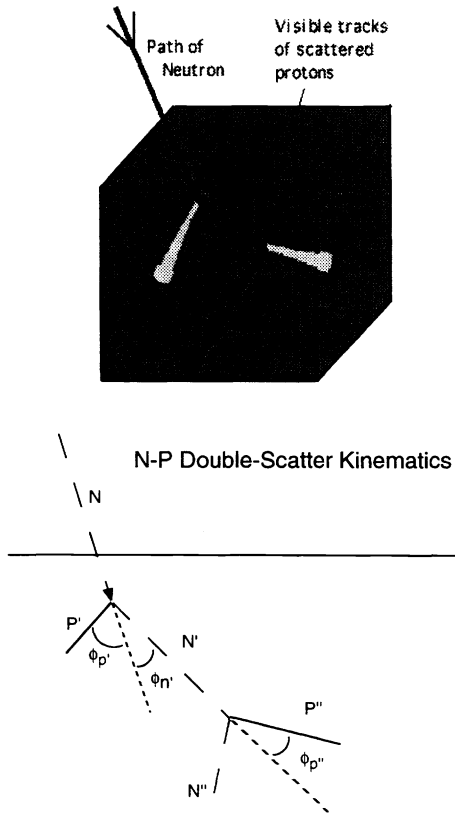 Path of
Neutron
Visible tracks
of scattered
protons
N-P Double-Scatter Kinematics
N
P'
N'
ϕp'
ϕn'
P"
ϕp"
N"